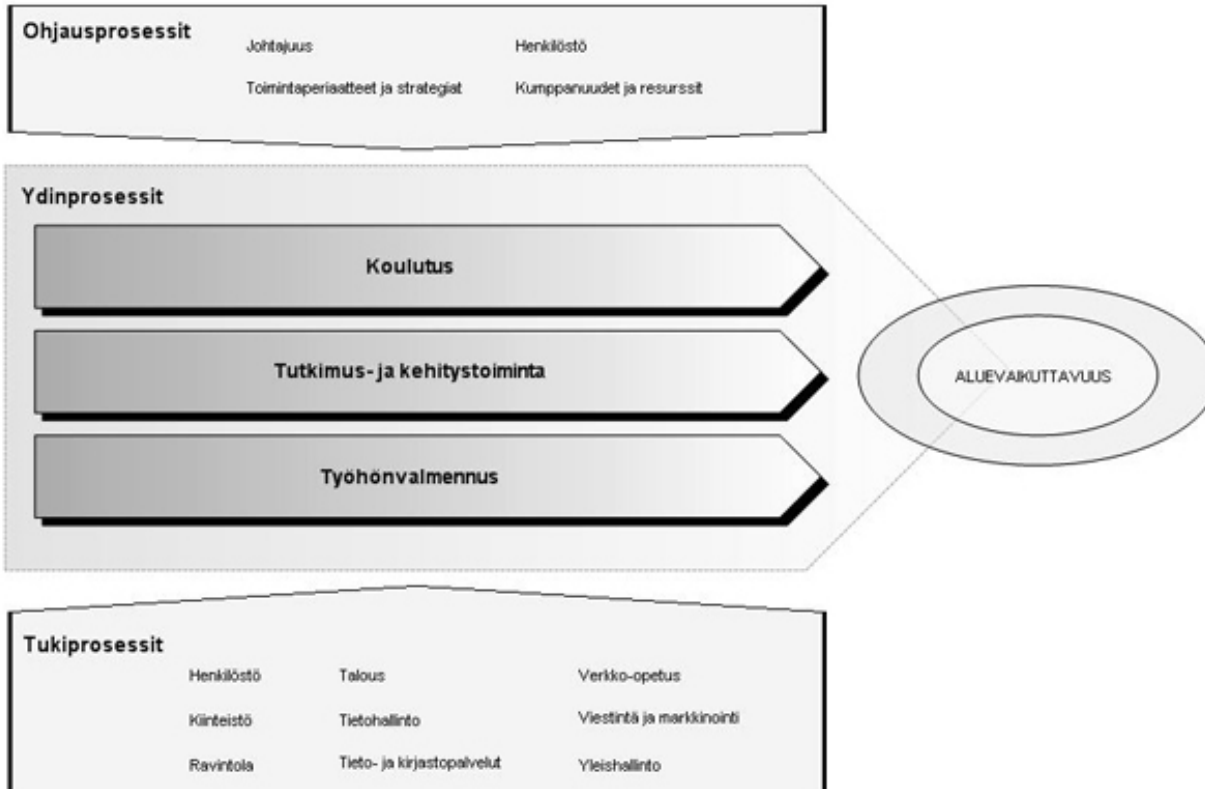 Ohjausprosessit
Johtajuus Henkilöstö
Toimintaperiaatteet ja strategiat Kumppanuudet ja resurssit
Ydinprosessit
Koulutus
Tutkimus- ja kehitystoiminta
ALUEVAIKUTTAVUUS
Työhönvalmennus
Tukiprosessit
Henkilöstö Talous Verkko-opetus
Kiinteistö Tietohallinto Viestintä ja markkinointi
Ravintola Tieto- ja kirjastopalvelut Yleishallinto